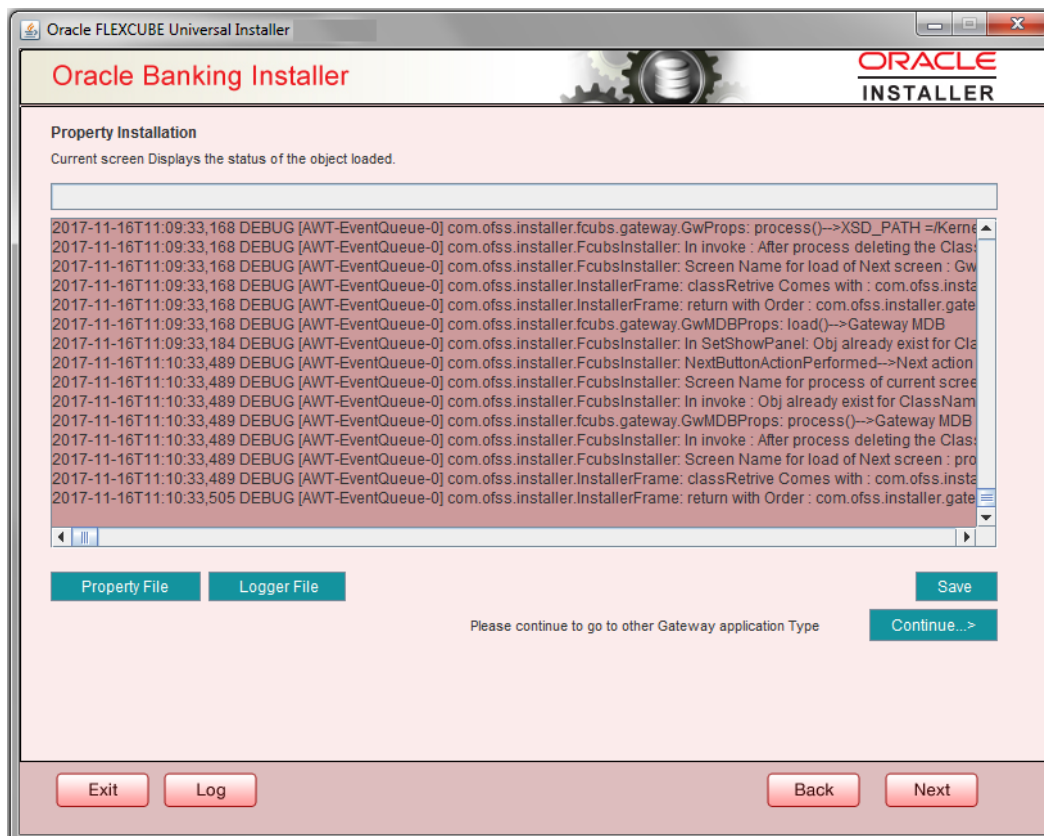 Oracle FLEXCUBE Universal Installer
Oracle Banking Installer
ORACLE
INSTALLER
Property Installation
Current screen Displays the status of the object loaded.
2017-11-16T11:09:33,168 DEBUG [AWT-EventQueue-0] com.ofss.installer.fcubs.gateway.GwProps: process()-->XSD_PATH =/Kerne
2017-11-16T11:09:33,168 DEBUG [AWT-EventQueue-0] com.ofss.installer.FcubsInstaller: In invoke : After process deleting the Clas
2017-11-16T11:09:33,168 DEBUG [AWT-EventQueue-0] com.ofss.installer.FcubsInstaller: Screen Name for load of Next screen : Gw
2017-11-16T11:09:33,168 DEBUG [AWT-EventQueue-0] com.ofss.installer.InstallerFrame: classRetrive Comes with : com.ofss.insta
2017-11-16T11:09:33,168 DEBUG [AWT-EventQueue-0] com.ofss.installer.InstallerFrame: return with Order : com.ofss.installer.gate
2017-11-16T11:09:33,168 DEBUG [AWT-EventQueue-0] com.ofss.installer.fcubs.gateway.GwMDBProps: load()-->Gateway MDB
2017-11-16T11:09:33,184 DEBUG [AWT-EventQueue-0] com.ofss.installer.FcubsInstaller: In SetShowPanel: Obj already exist for Cla
2017-11-16T11:10:33,489 DEBUG [AWT-EventQueue-0] com.ofss.installer.FcubsInstaller: NextButtonActionPerformed-->Next action
2017-11-16T11:10:33,489 DEBUG [AWT-EventQueue-0] com.ofss.installer.FcubsInstaller: Screen Name for process of current scree
2017-11-16T11:10:33,489 DEBUG [AWT-EventQueue-0] com.ofss.installer.FcubsInstaller: In invoke : Obj already exist for ClassNam
2017-11-16T11:10:33,489 DEBUG [AWT-EventQueue-0] com.ofss.installer.fcubs.gateway.GwMDBProps: process()-->Gateway MDB
2017-11-16T11:10:33,489 DEBUG [AWT-EventQueue-0] com.ofss.installer.FcubsInstaller: In invoke : After process deleting the Clas
2017-11-16T11:10:33,489 DEBUG [AWT-EventQueue-0] com.ofss.installer.FcubsInstaller: Screen Name for load of Next screen : pro
2017-11-16T11:10:33,489 DEBUG [AWT-EventQueue-0] com.ofss.installer.InstallerFrame: classRetrive Comes with : com.ofss.insta
2017-11-16T11:10:33,505 DEBUG [AWT-EventQueue-0] com.ofss.installer.InstallerFrame: return with Order : com.ofss.installer.gate
Property File Logger File Save
Please continue to go to other Gateway application Type Continue...>
Exit Log Back Next